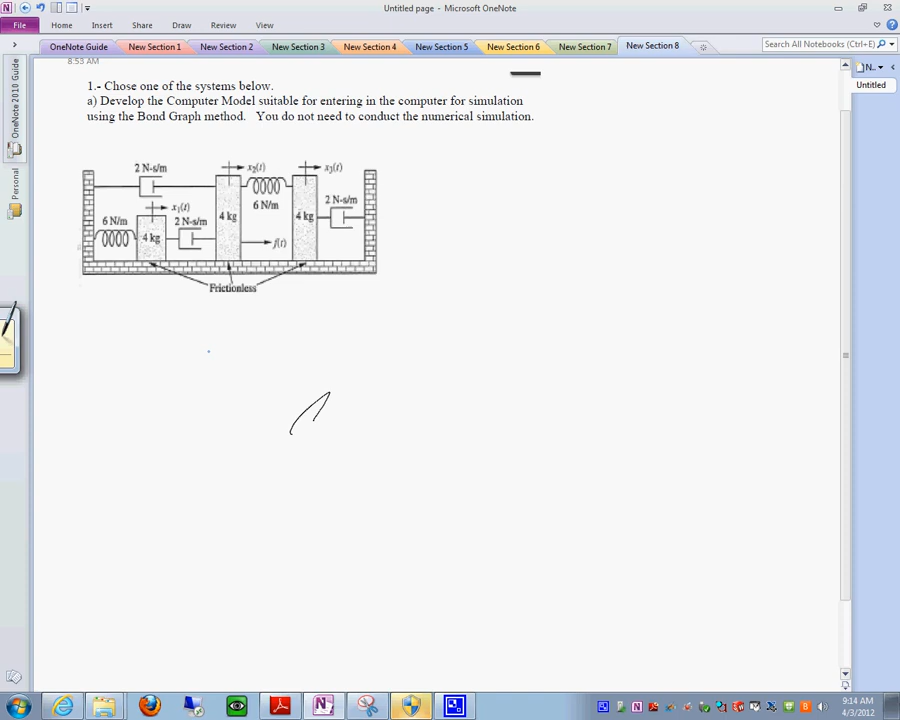 Untitled page - Microsoft OneNote
File Home Insert Share Draw Review View
OneNote Guide New Section 1 New Section 2 New Section 3 New Section 4 New Section 5 New Section 6 New Section 7 New Section 8 Search All Notebooks (Ctrl+E)
8:53 AM
N..
Untitled
OneNote 2010 Guide
Personal
1.- Chose one of the systems below.
a) Develop the Computer Model suitable for entering in the computer for simulation
using the Bond Graph method. You do not need to conduct the numerical simulation.
2 N-s/m x2(t) x3(t)
x1(t) 6 N/m 2 N-s/m
6 N/m 2 N-s/m 4 kg 4 kg
4 kg f(t)
Frictionless
9:14 AM
4/3/2012